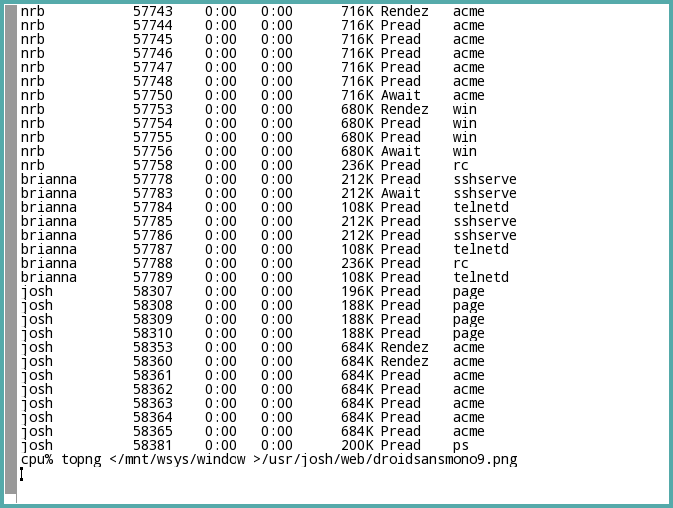 nrb 57743 0:00 0:00 716K Rendez acme
nrb 57744 0:00 0:00 716K Pread acme
nrb 57745 0:00 0:00 716K Pread acme
nrb 57746 0:00 0:00 716K Pread acme
nrb 57747 0:00 0:00 716K Pread acme
nrb 57748 0:00 0:00 716K Pread acme
nrb 57750 0:00 0:00 716K Await acme
nrb 57753 0:00 0:00 680K Rendez win
nrb 57754 0:00 0:00 680K Pread win
nrb 57755 0:00 0:00 680K Pread win
nrb 57756 0:00 0:00 680K Await win
nrb 57758 0:00 0:00 236K Pread rc
brianna 57778 0:00 0:00 212K Pread sshserve
brianna 57783 0:00 0:00 212K Await sshserve
brianna 57784 0:00 0:00 108K Pread telnetd
brianna 57785 0:00 0:00 212K Pread sshserve
brianna 57786 0:00 0:00 212K Pread sshserve
brianna 57787 0:00 0:00 108K Pread telnetd
brianna 57788 0:00 0:00 236K Pread rc
brianna 57789 0:00 0:00 108K Pread telnetd
josh 58307 0:00 0:00 196K Pread page
josh 58308 0:00 0:00 188K Pread page
josh 58309 0:00 0:00 188K Pread page
josh 58310 0:00 0:00 188K Pread page
josh 58353 0:00 0:00 684K Rendez acme
josh 58360 0:00 0:00 684K Rendez acme
josh 58361 0:00 0:00 684K Pread acme
josh 58362 0:00 0:00 684K Pread acme
josh 58363 0:00 0:00 684K Pread acme
josh 58364 0:00 0:00 684K Pread acme
josh 58365 0:00 0:00 684K Pread acme
josh 58381 0:00 0:00 200K Pread ps
cpu% topng </mnt/wsys/window >/usr/josh/web/droidsansmono9.png